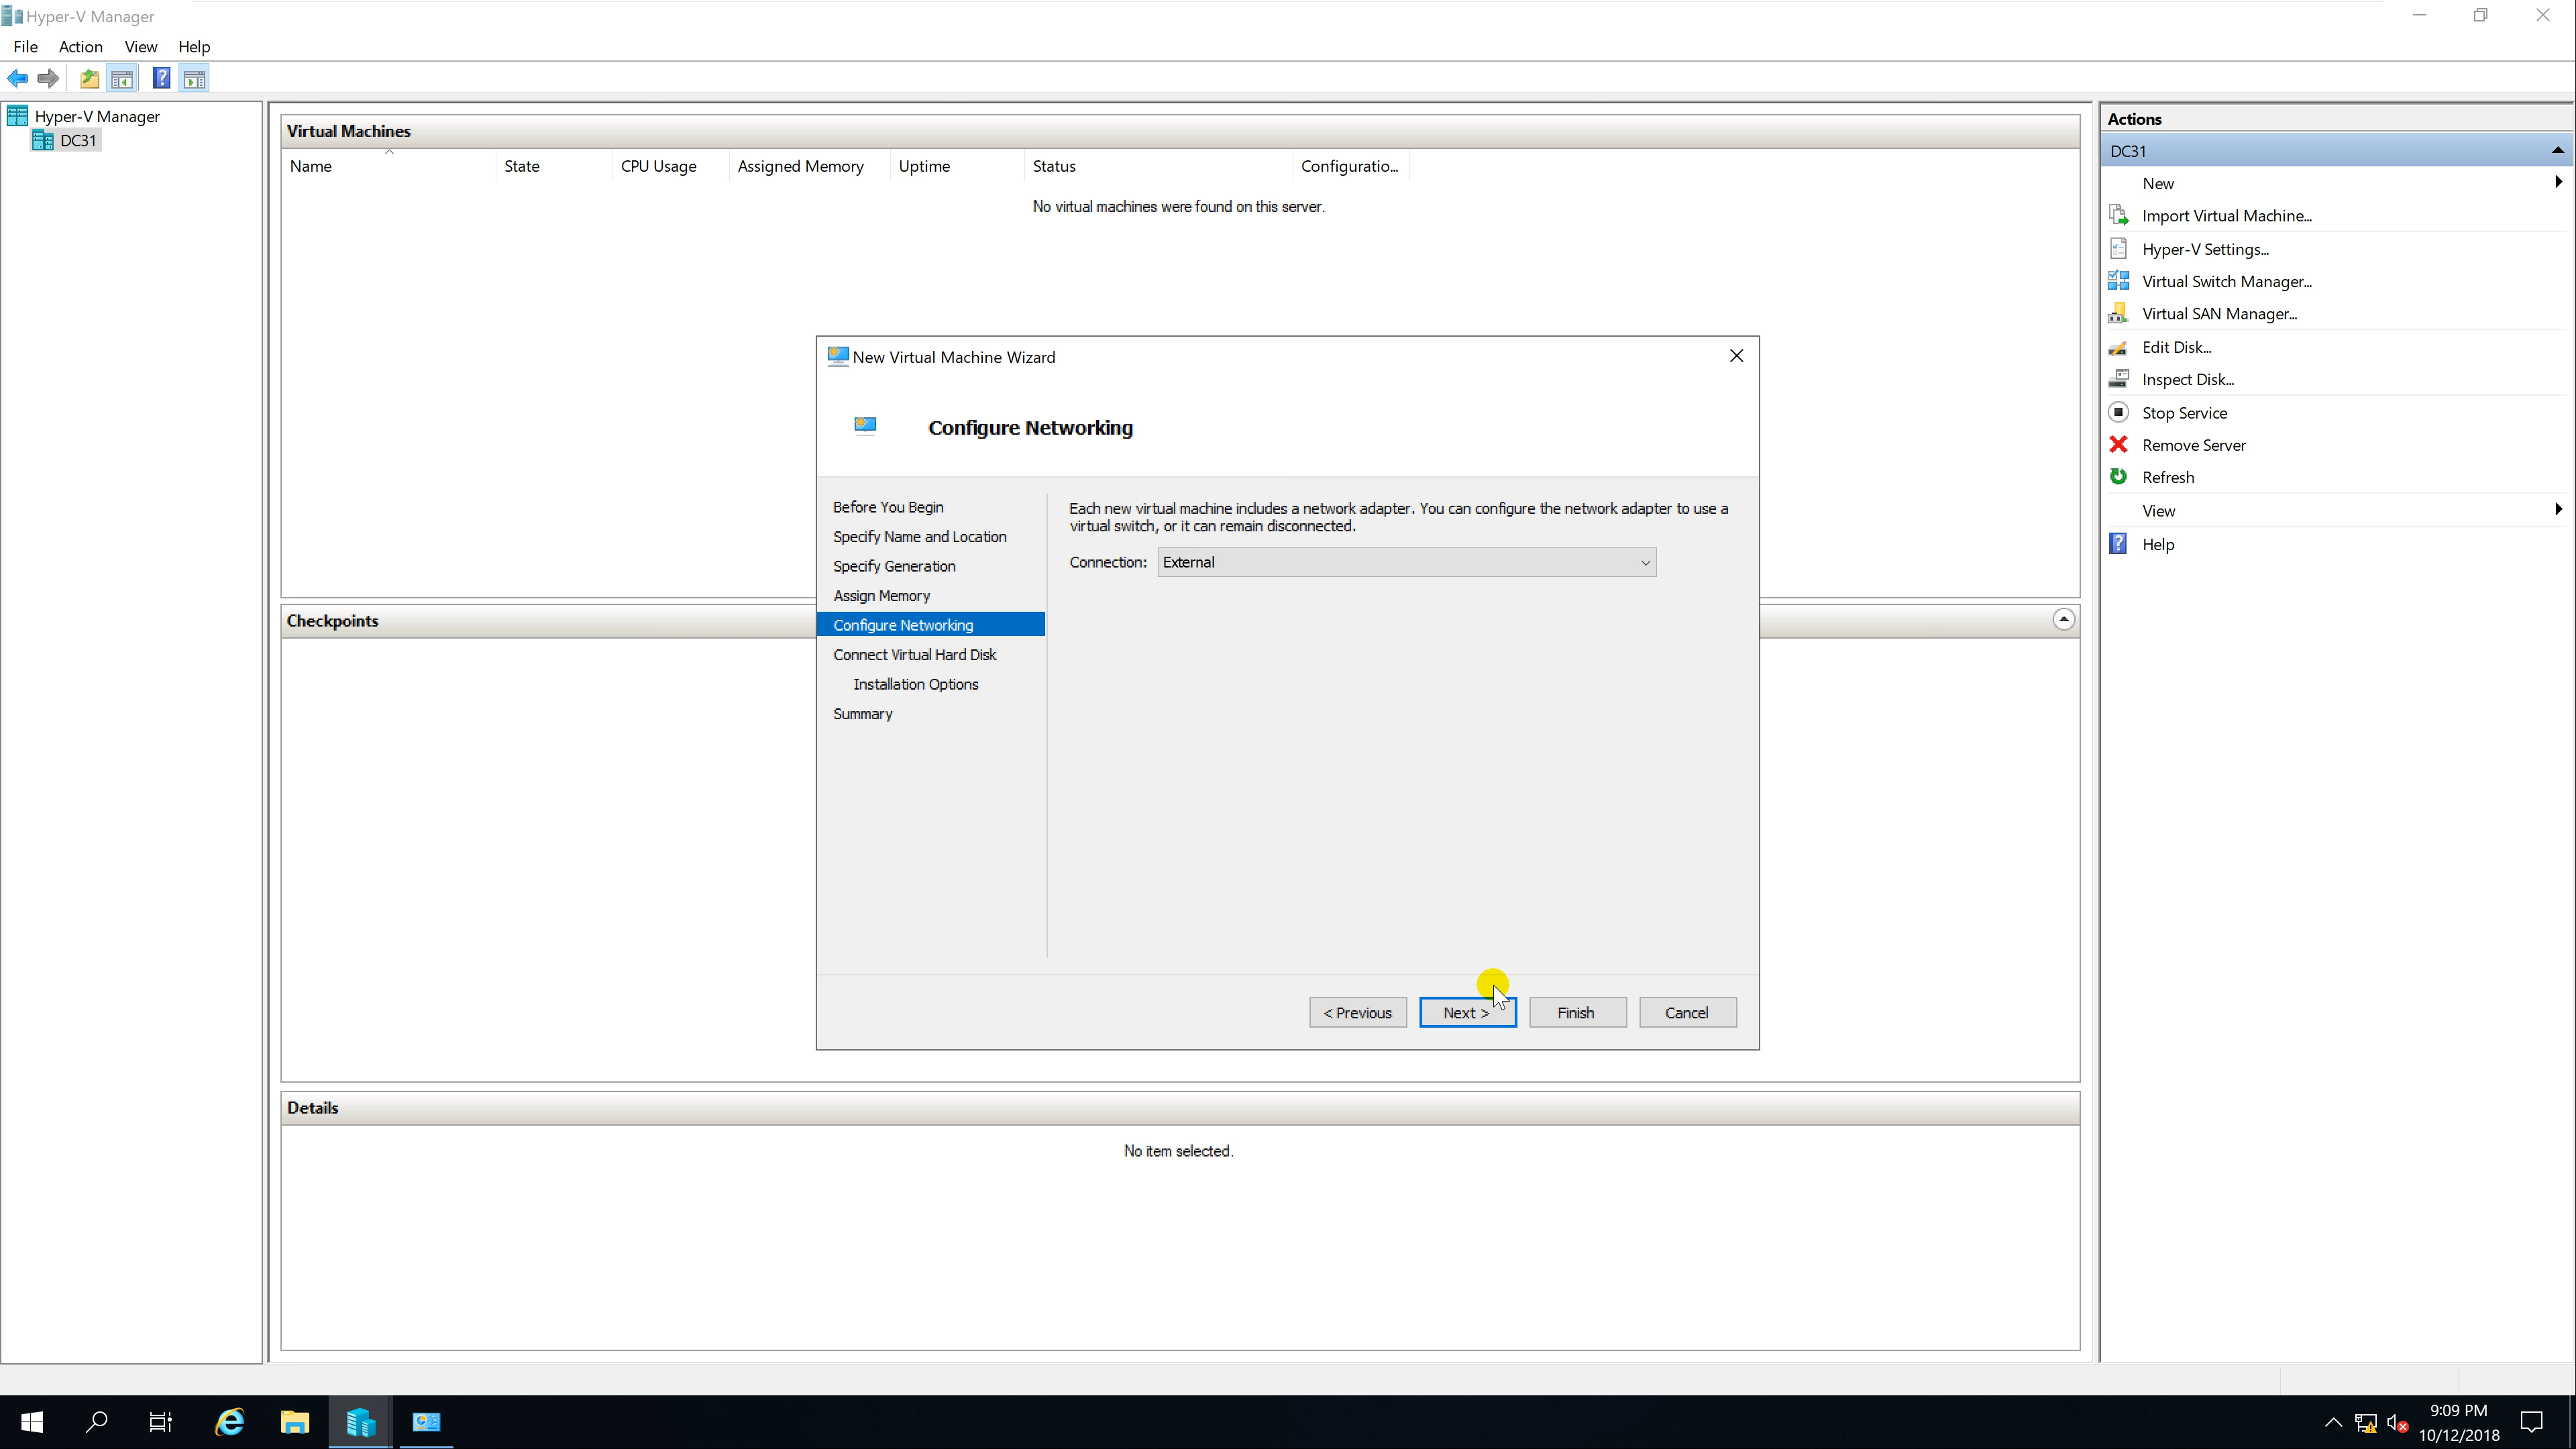 Hyper-V Manager
File Action View Help
Hyper-V Manager
DC31
Virtual Machines
Name State CPU Usage Assigned Memory Uptime Status Configuratio...
No virtual machines were found on this server.
Checkpoints
Details
No item selected.
New Virtual Machine Wizard
Configure Networking
Before You Begin
Specify Name and Location
Specify Generation
Assign Memory
Configure Networking
Connect Virtual Hard Disk
Installation Options
Summary
Each new virtual machine includes a network adapter. You can configure the network adapter to use a
virtual switch, or it can remain disconnected.
Connection: External
< Previous Next > Finish Cancel
Actions
DC31
New
Import Virtual Machine...
Hyper-V Settings...
Virtual Switch Manager...
Virtual SAN Manager...
Edit Disk...
Inspect Disk...
Stop Service
Remove Server
Refresh
View
Help
9:09 PM
10/12/2018